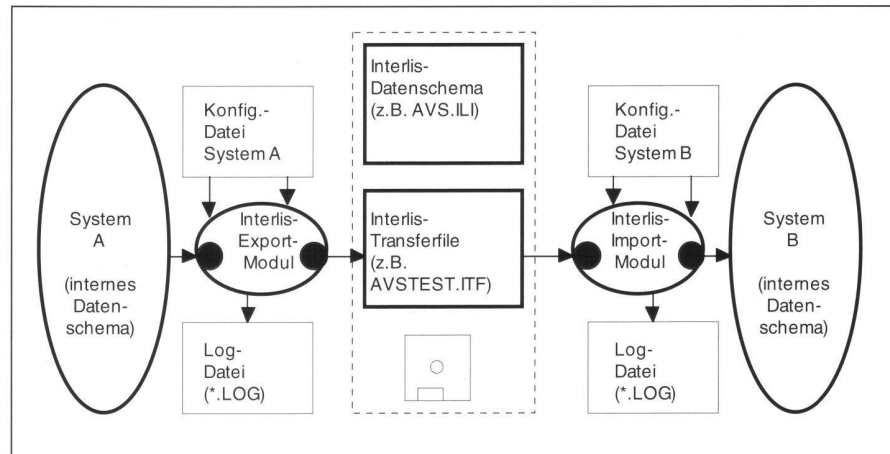 System
A
(internes
Daten-
schema)
Konfig.-
Datei
System A
Interlis-
Export-
Modul
Log-
Datei
(*.LOG)
Interlis-
Datenschema
(z.B. AVS.ILI)
Interlis-
Transferfile
(z.B.
AVSTEST.ITF)
Konfig.-
Datei
System B
Interlis-
Import-
Modul
Log-
Datei
(*.LOG)
System
B
(internes
Daten-
schema)